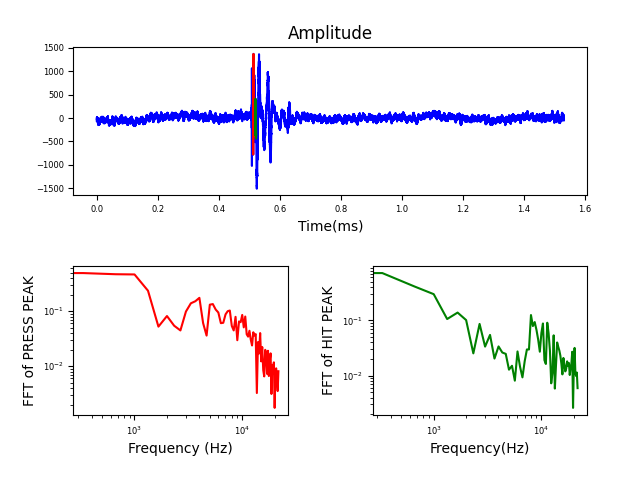 Amplitude
1500
1000
500
0
−500
−1000
−1500
0.0 0.2 0.4 0.6 0.8 1.0 1.2 1.4 1.6
Time(ms)
FFT of PRESS PEAK
10⁻¹
10⁻²
10³ 10⁴
Frequency (Hz)
FFT of HIT PEAK
10⁻¹
10⁻²
10³ 10⁴
Frequency(Hz)